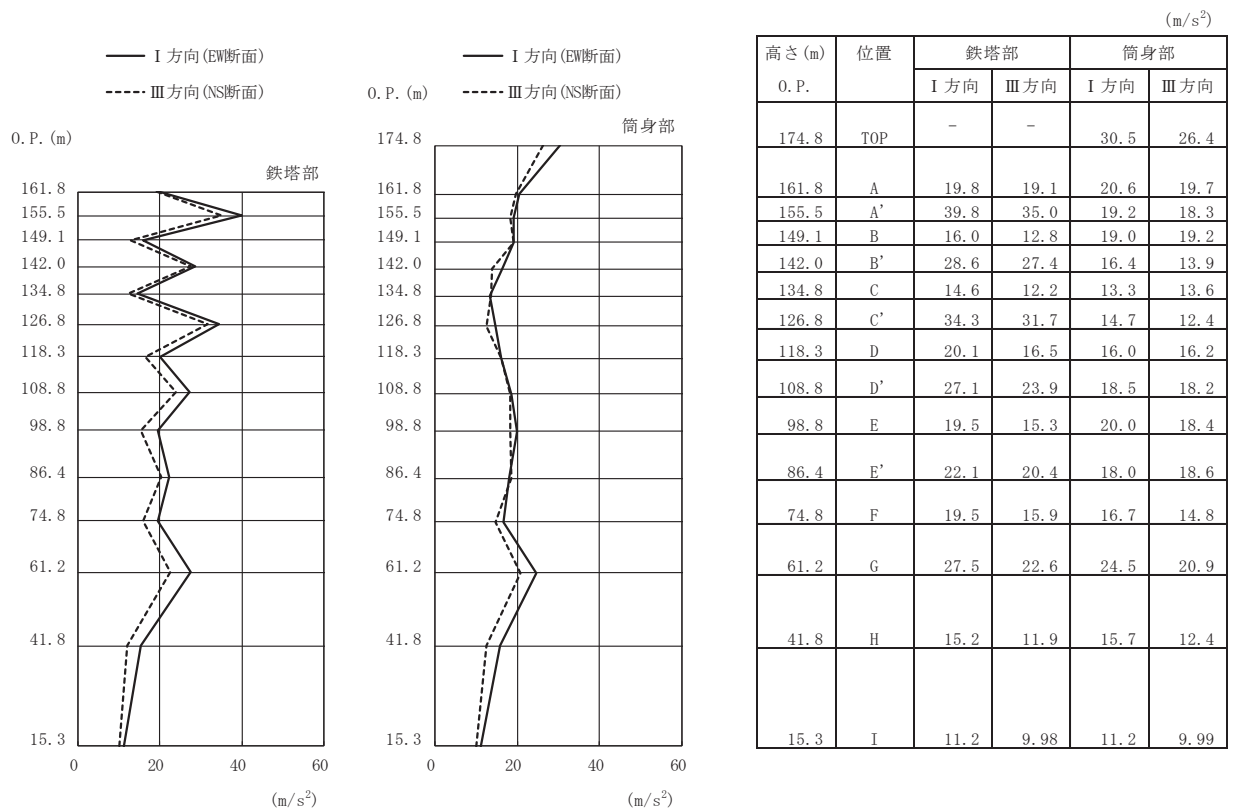 Ⅰ 方向(EW断面)
Ⅲ方向(NS断面)
O.P.(m)
鉄塔部
161.8
155.5
149.1
142.0
134.8
126.8
118.3
108.8
98.8
86.4
74.8
61.2
41.8
15.3
0 20 40 60
(m/s²)
Ⅰ 方向(EW断面)
Ⅲ方向(NS断面)
O.P.(m)
筒身部
174.8
161.8
155.5
149.1
142.0
134.8
126.8
118.3
108.8
98.8
86.4
74.8
61.2
41.8
15.3
0 20 40 60
(m/s²)
(m/s²)
高さ(m) 位置 鉄塔部 筒身部
O.P. Ⅰ 方向 Ⅲ方向 Ⅰ 方向 Ⅲ方向
174.8 TOP － － 30.5 26.4
161.8 A 19.8 19.1 20.6 19.7
155.5 A' 39.8 35.0 19.2 18.3
149.1 B 16.0 12.8 19.0 19.2
142.0 B' 28.6 27.4 16.4 13.9
134.8 C 14.6 12.2 13.3 13.6
126.8 C' 34.3 31.7 14.7 12.4
118.3 D 20.1 16.5 16.0 16.2
108.8 D' 27.1 23.9 18.5 18.2
98.8 E 19.5 15.3 20.0 18.4
86.4 E' 22.1 20.4 18.0 18.6
74.8 F 19.5 15.9 16.7 14.8
61.2 G 27.5 22.6 24.5 20.9
41.8 H 15.2 11.9 15.7 12.4
15.3 I 11.2 9.98 11.2 9.99